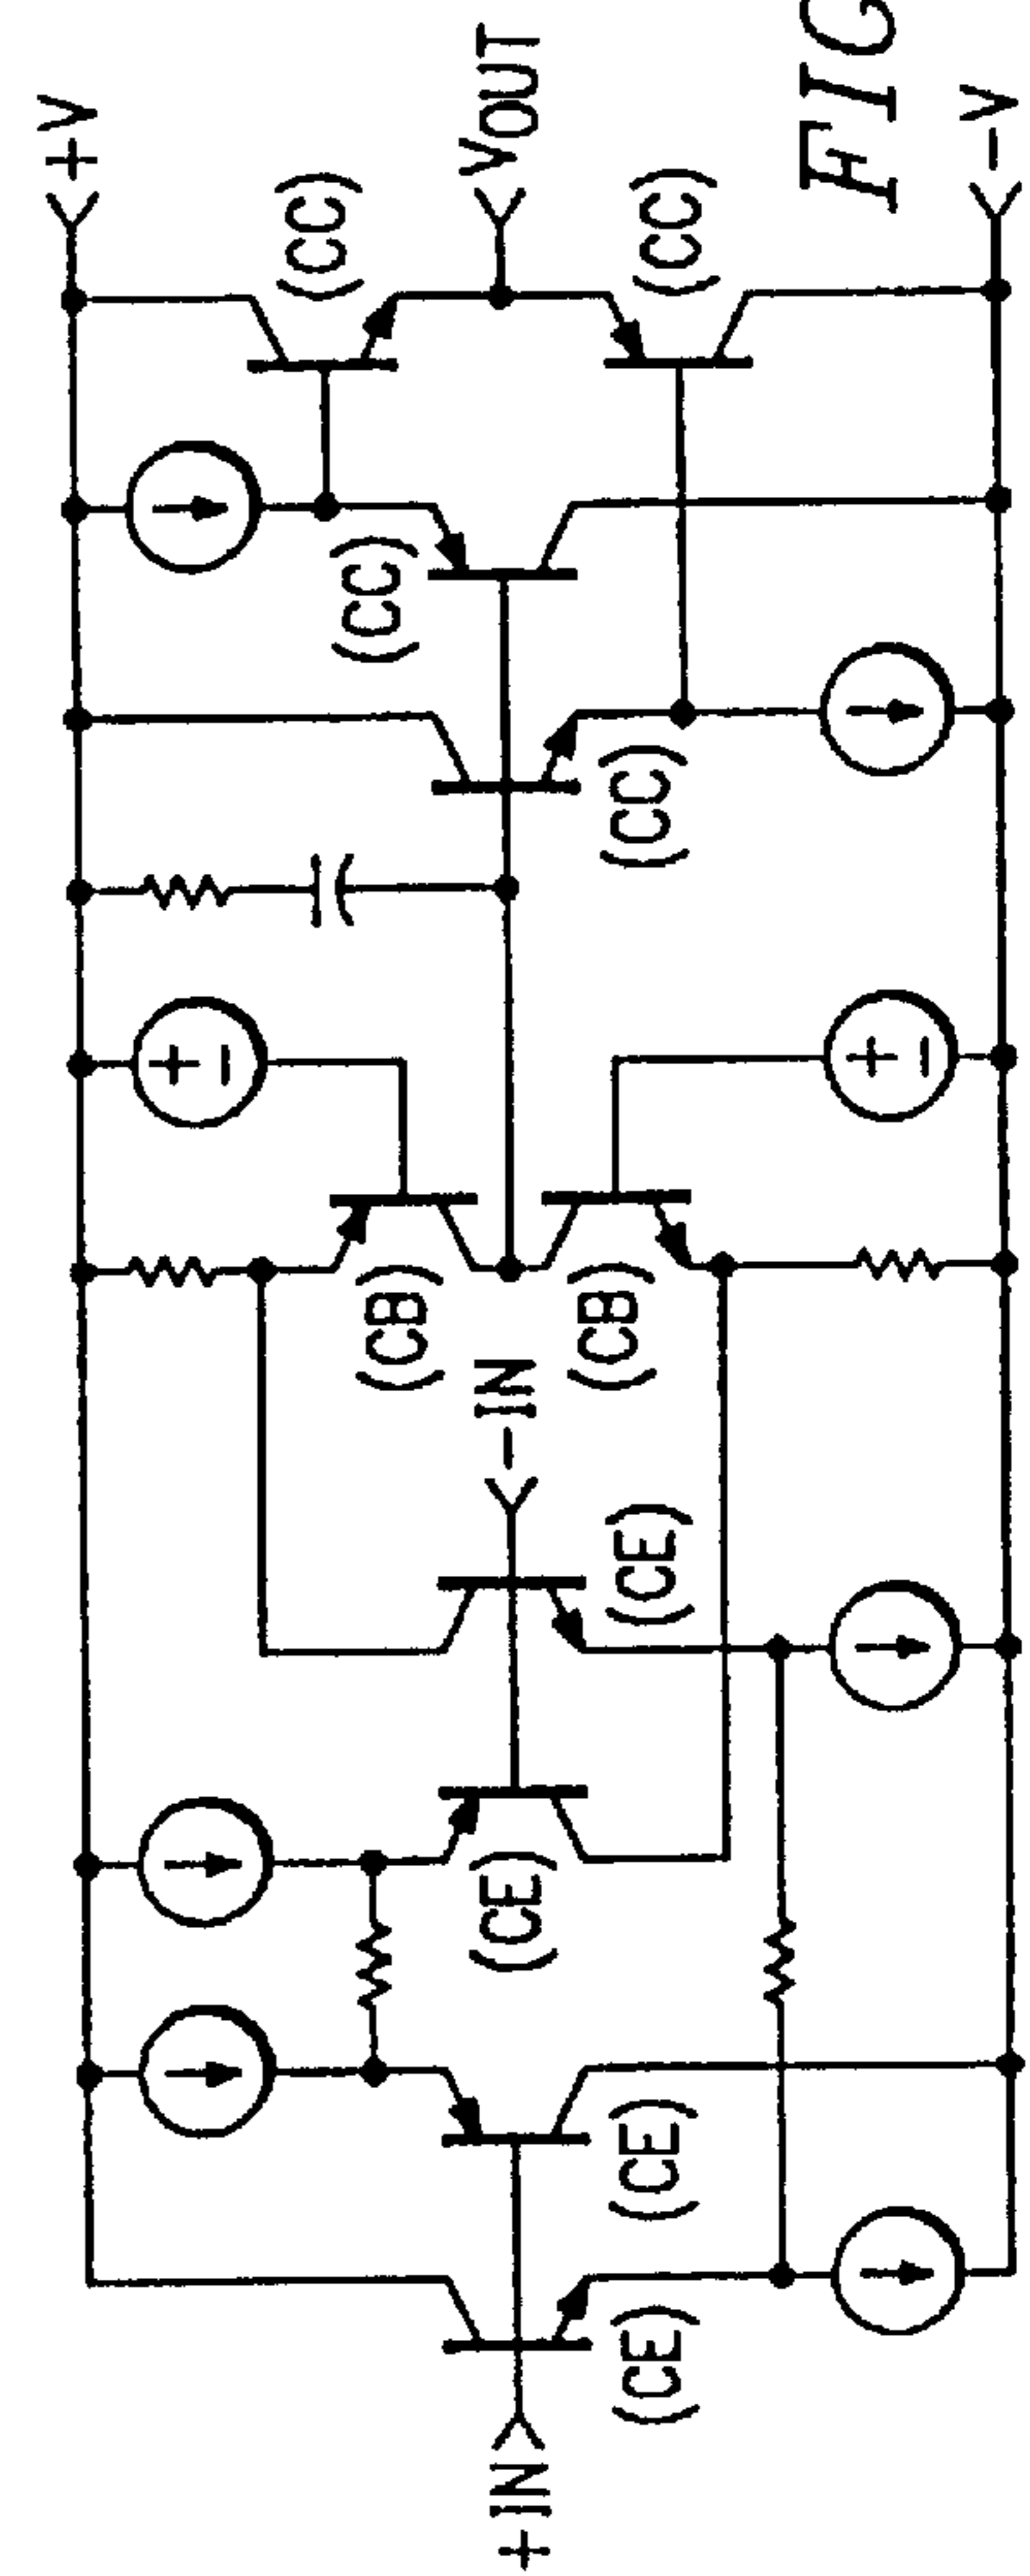 +V
(CC)
VOUT
(CC)
FIG
-V
(CC)
(CC)
(CB)
(CB)
-IN
(CE)
(CE)
(CE)
(CE)
+IN
+
-
+
-